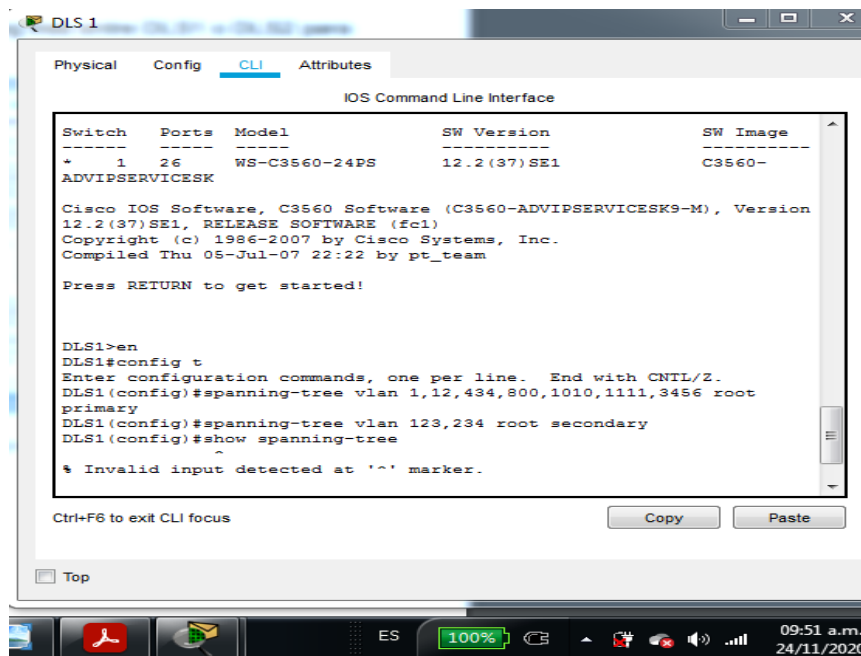 DLS 1
Physical Config CLI Attributes
IOS Command Line Interface
Switch Ports Model SW Version SW Image
------ ----- ----- ---------- ----------
* 1 26 WS-C3560-24PS 12.2(37)SE1 C3560-
ADVIPSERVICESK
Cisco IOS Software, C3560 Software (C3560-ADVIPSERVICESK9-M), Version
12.2(37)SE1, RELEASE SOFTWARE (fc1)
Copyright (c) 1986-2007 by Cisco Systems, Inc.
Compiled Thu 05-Jul-07 22:22 by pt_team
Press RETURN to get started!
DLS1>en
DLS1#config t
Enter configuration commands, one per line. End with CNTL/Z.
DLS1(config)#spanning-tree vlan 1,12,434,800,1010,1111,3456 root
primary
DLS1(config)#spanning-tree vlan 123,234 root secondary
DLS1(config)#show spanning-tree
^
% Invalid input detected at '^' marker.
Ctrl+F6 to exit CLI focus
Copy Paste
Top
ES 100% 09:51 a.m.
24/11/2020